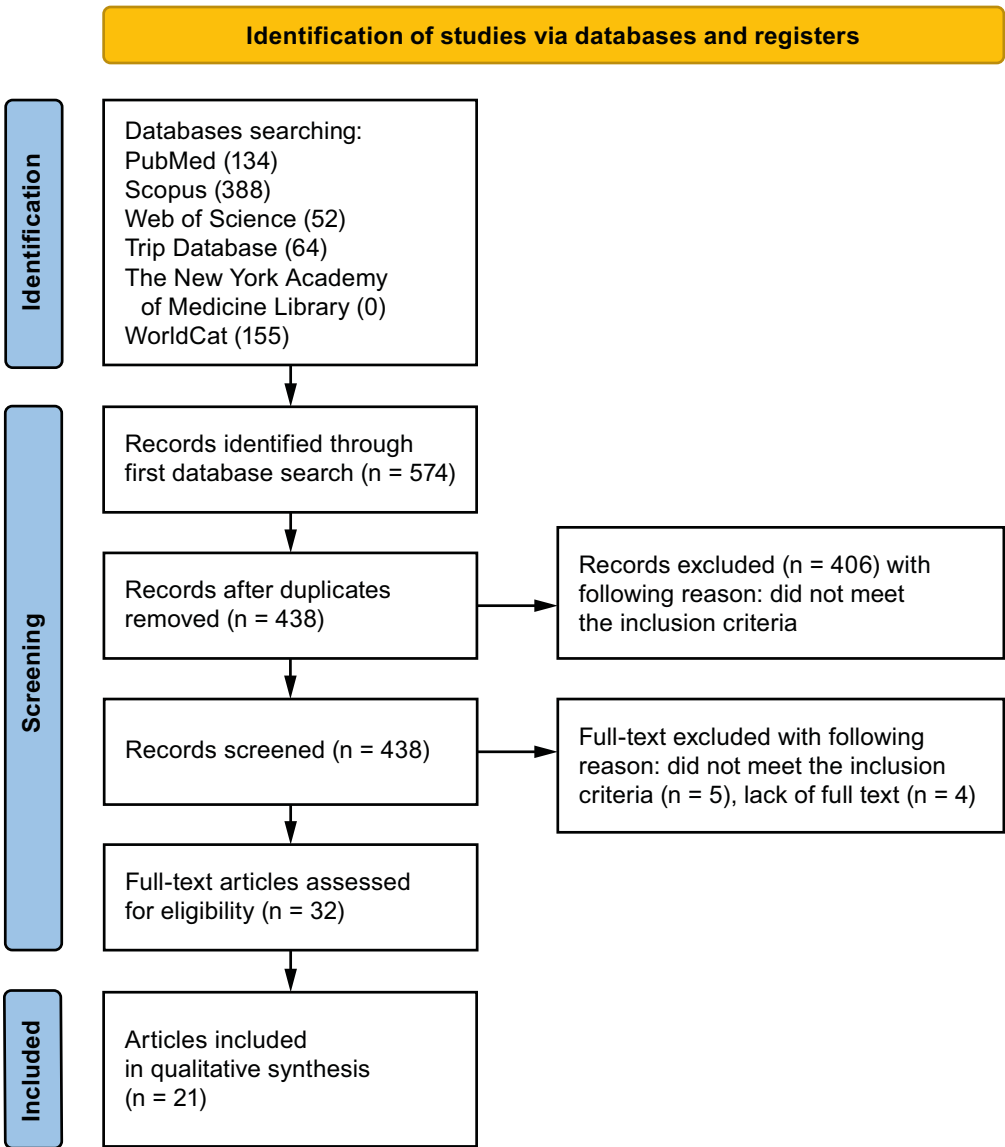 Identification of studies via databases and registers
Identification
Databases searching:
PubMed (134)
Scopus (388)
Web of Science (52)
Trip Database (64)
The New York Academy
of Medicine Library (0)
WorldCat (155)
Screening
Records identified through
first database search (n = 574)
Records after duplicates
removed (n = 438)
Records excluded (n = 406) with
following reason: did not meet
the inclusion criteria
Records screened (n = 438)
Full-text excluded with following
reason: did not meet the inclusion
criteria (n = 5), lack of full text (n = 4)
Full-text articles assessed
for eligibility (n = 32)
Included
Articles included
in qualitative synthesis
(n = 21)